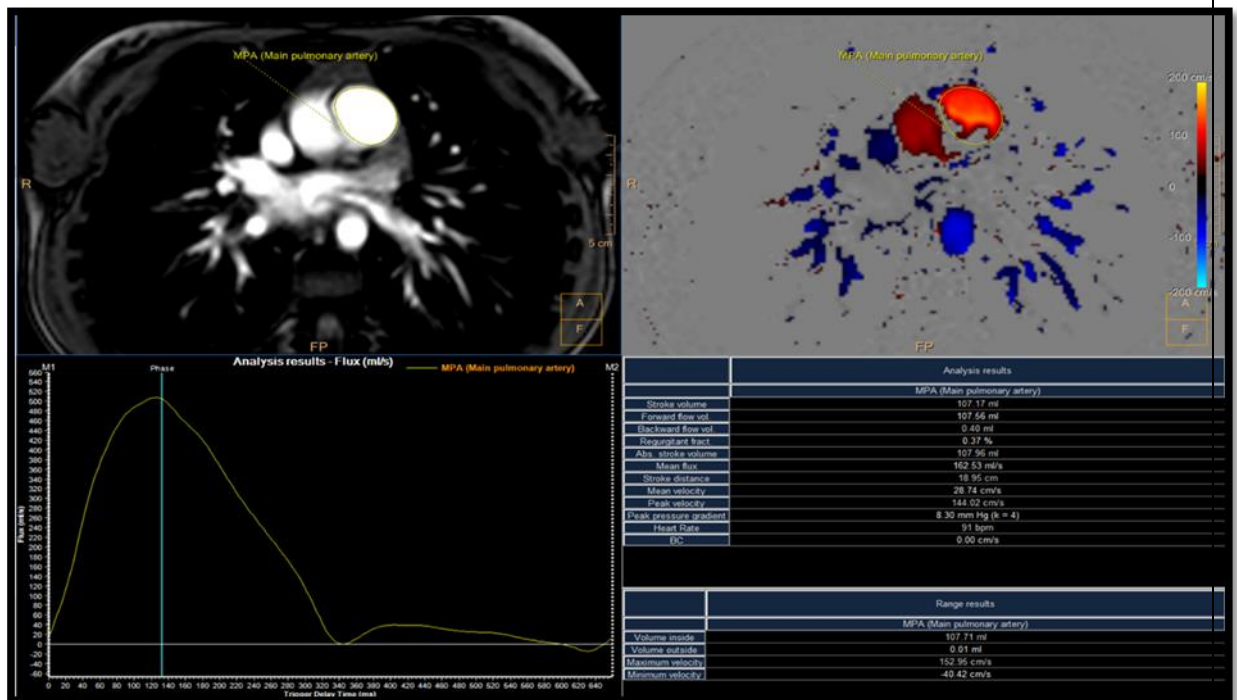 MPA (Main pulmonary artery)
R
5 cm
A
F
FP
MPA (Main pulmonary artery)
200 cm/s
100
0
-100
-200 cm/s
R
A
F
FP
Analysis results - Flux (ml/s)
M1
Phase
MPA (Main pulmonary artery)
M2
Flux (ml/s)
560
540
520
500
480
460
440
420
400
380
360
340
320
300
280
260
240
220
200
180
160
140
120
100
80
60
40
20
0
-20
-40
-60
0 20 40 60 80 100 120 140 160 180 200 220 240 260 280 300 320 340 360 380 400 420 440 460 480 500 520 540 560 580 600 620 640
Trigger Delay Time (ms)
Analysis results
MPA (Main pulmonary artery)
Stroke volume 107.17 ml
Forward flow vol. 107.56 ml
Backward flow vol. 0.40 ml
Regurgitant fract. 0.37 %
Abs. stroke volume 107.96 ml
Mean flux 162.53 ml/s
Stroke distance 18.95 cm
Mean velocity 28.74 cm/s
Peak velocity 144.02 cm/s
Peak pressure gradient 8.30 mm Hg (k = 4)
Heart Rate 91 bpm
BC 0.00 cm/s
Range results
MPA (Main pulmonary artery)
Volume inside 107.71 ml
Volume outside 0.01 ml
Maximum velocity 152.95 cm/s
Minimum velocity -40.42 cm/s